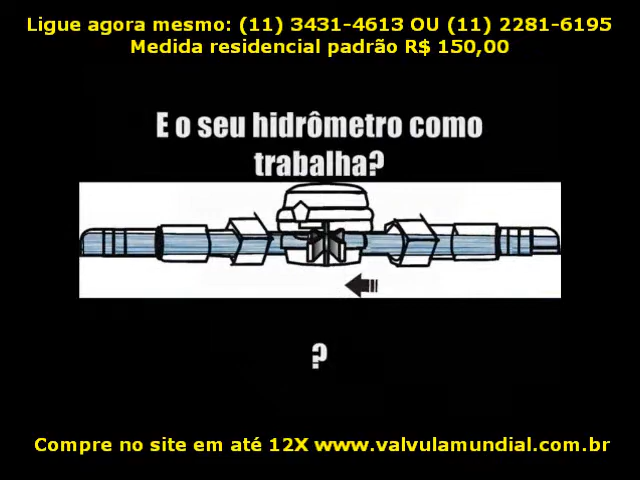 Ligue agora mesmo: (11) 3431-4613 OU (11) 2281-6195
Medida residencial padrão R$ 150,00
E o seu hidrômetro como
trabalha?
?
Compre no site em até 12X www.valvulamundial.com.br